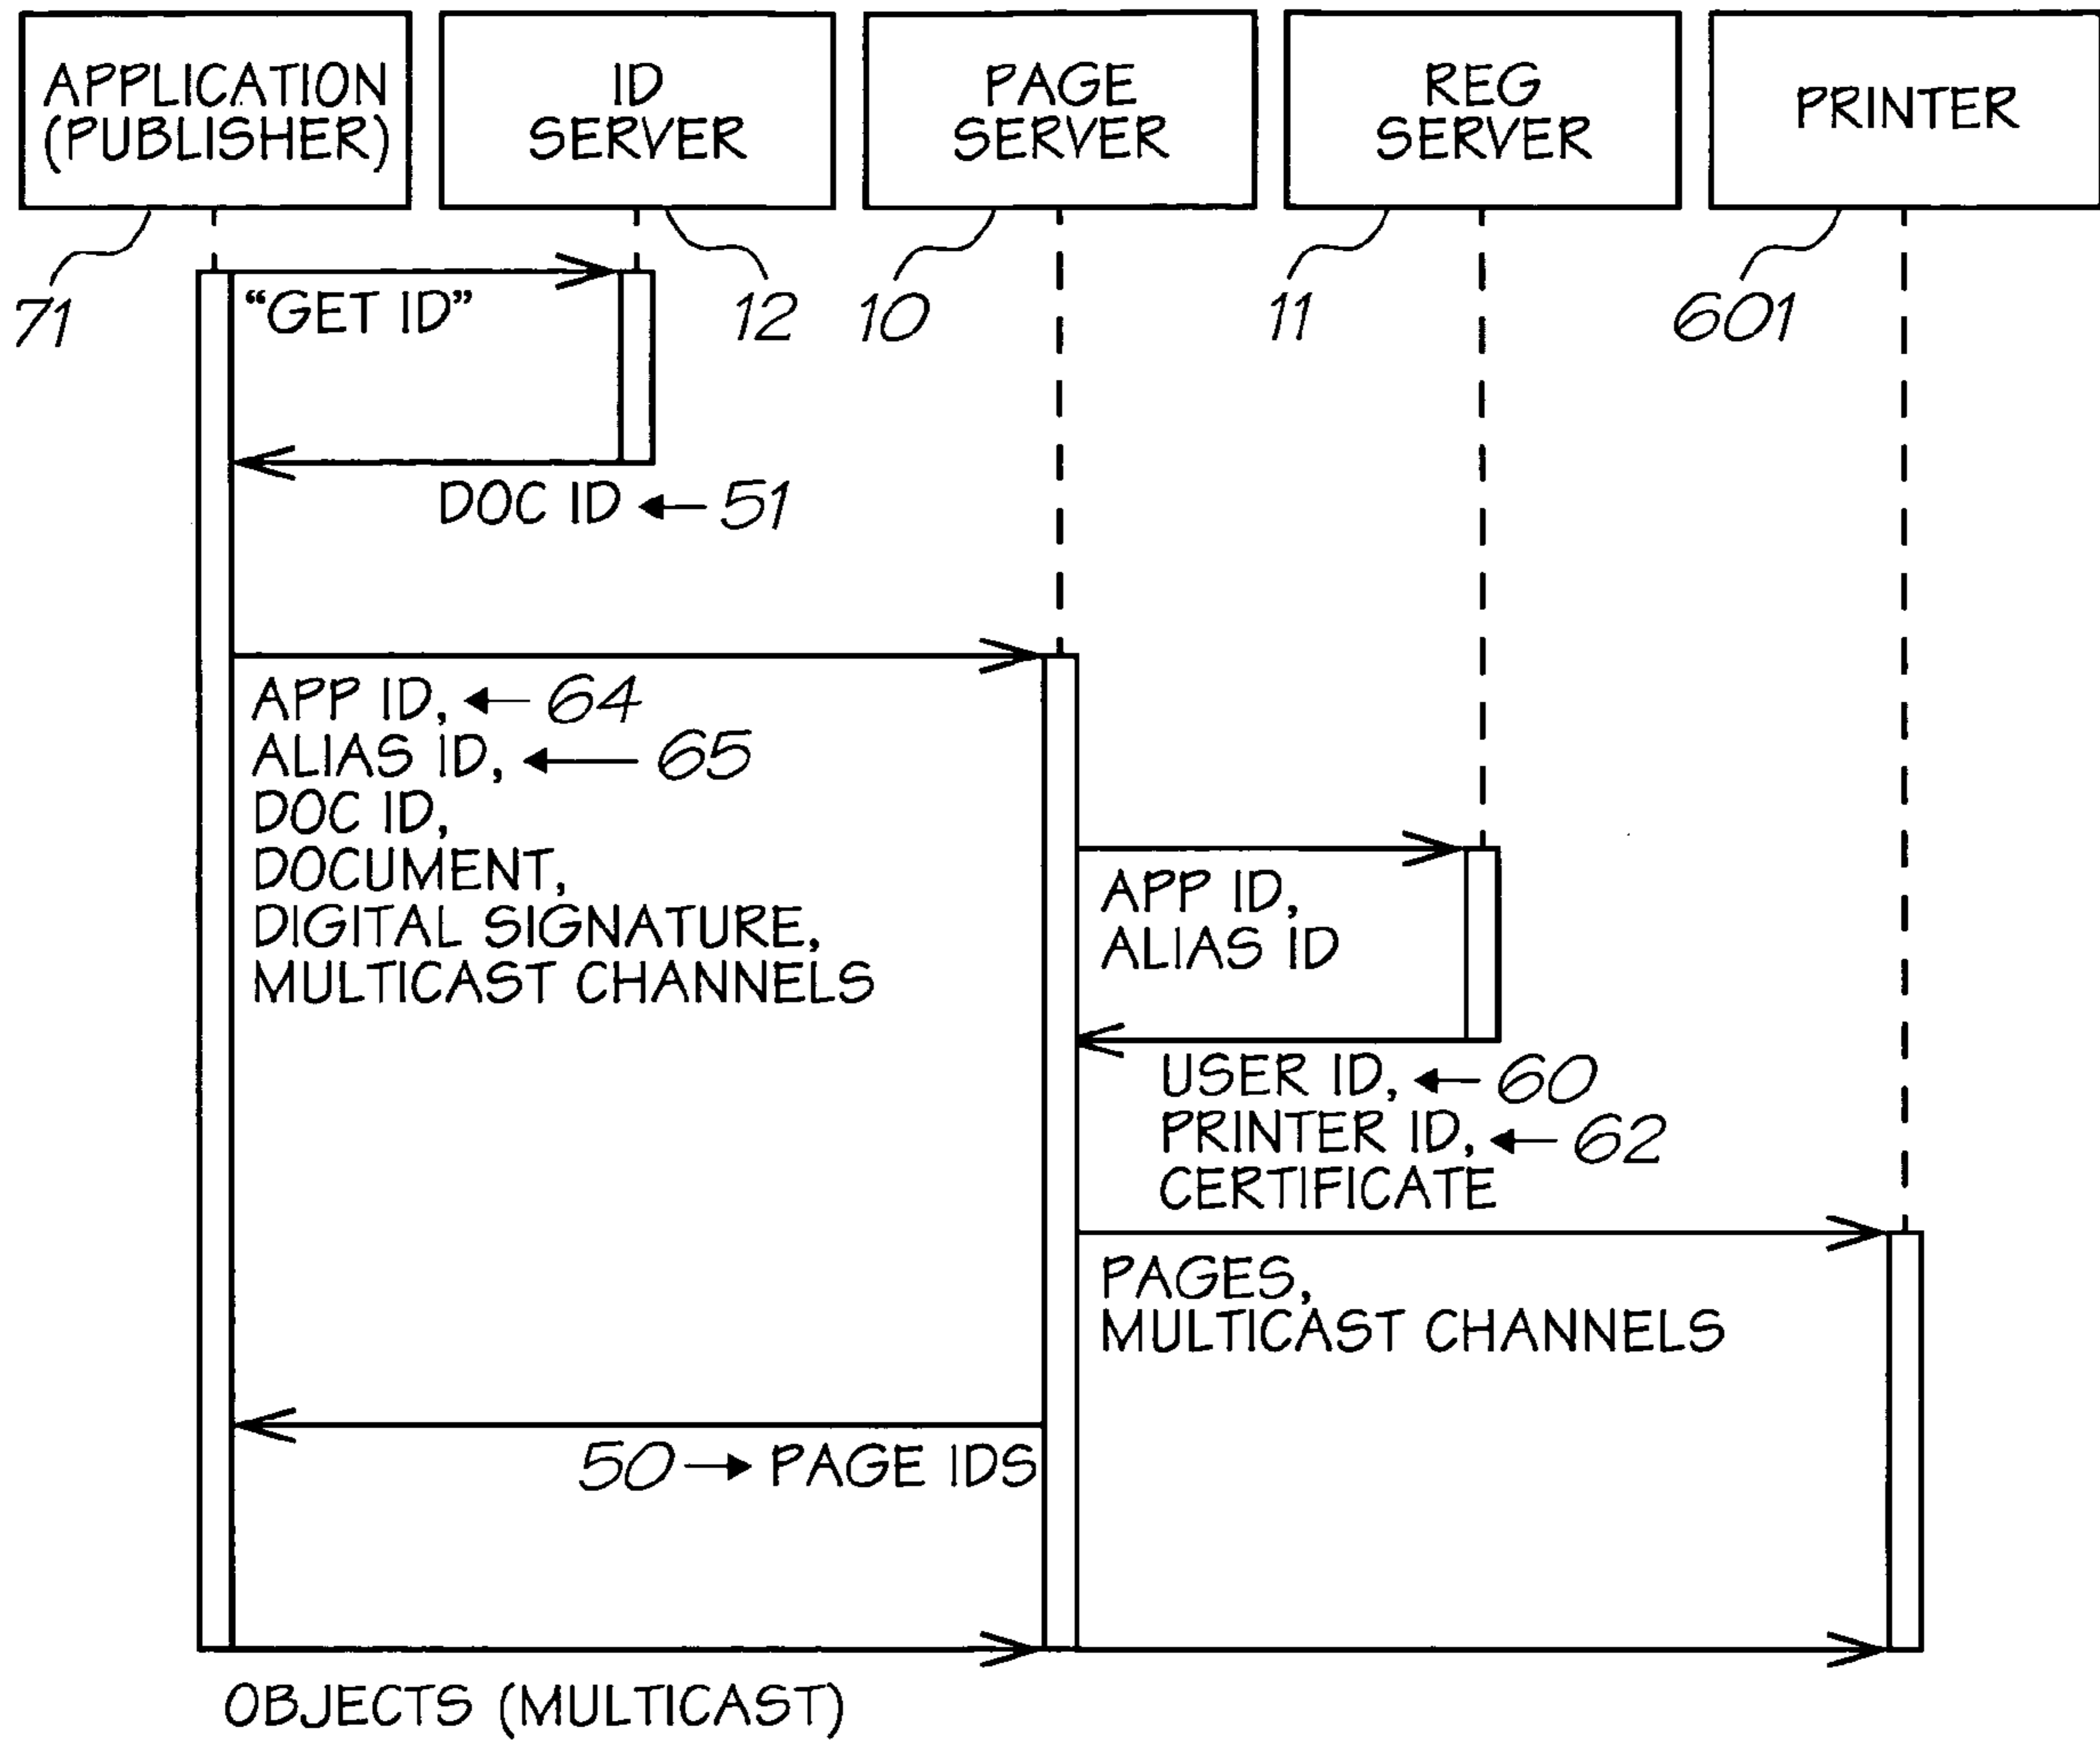 APPLICATION
(PUBLISHER)
ID
SERVER
PAGE
SERVER
REG
SERVER
PRINTER
71
12
10
11
601
"GET ID"
DOC ID 51
APP ID, 64
ALIAS ID, 65
DOC ID,
DOCUMENT,
DIGITAL SIGNATURE,
MULTICAST CHANNELS
APP ID,
ALIAS ID
USER ID, 60
PRINTER ID, 62
CERTIFICATE
PAGES,
MULTICAST CHANNELS
50 PAGE IDS
OBJECTS (MULTICAST)